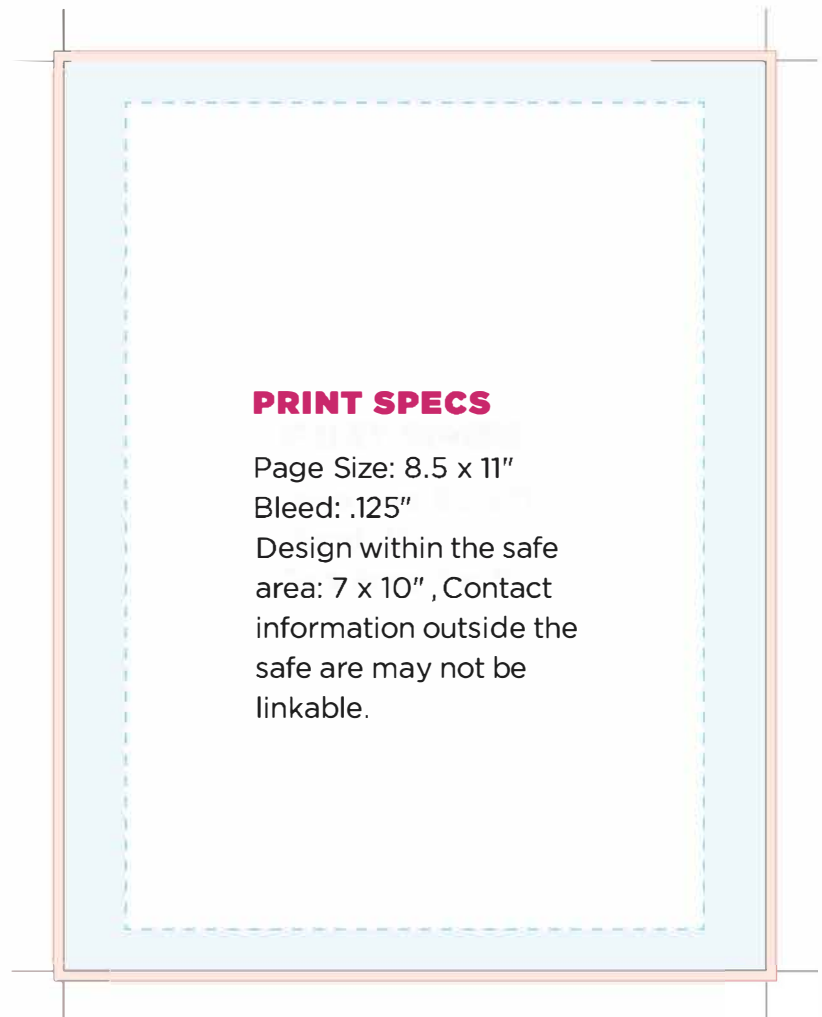 PRINT SPECS
Page Size: 8.5 x 11"
Bleed: .125"
Design within the safe
area: 7 x 10" , Contact
information outside the
safe are may not be
linkable.